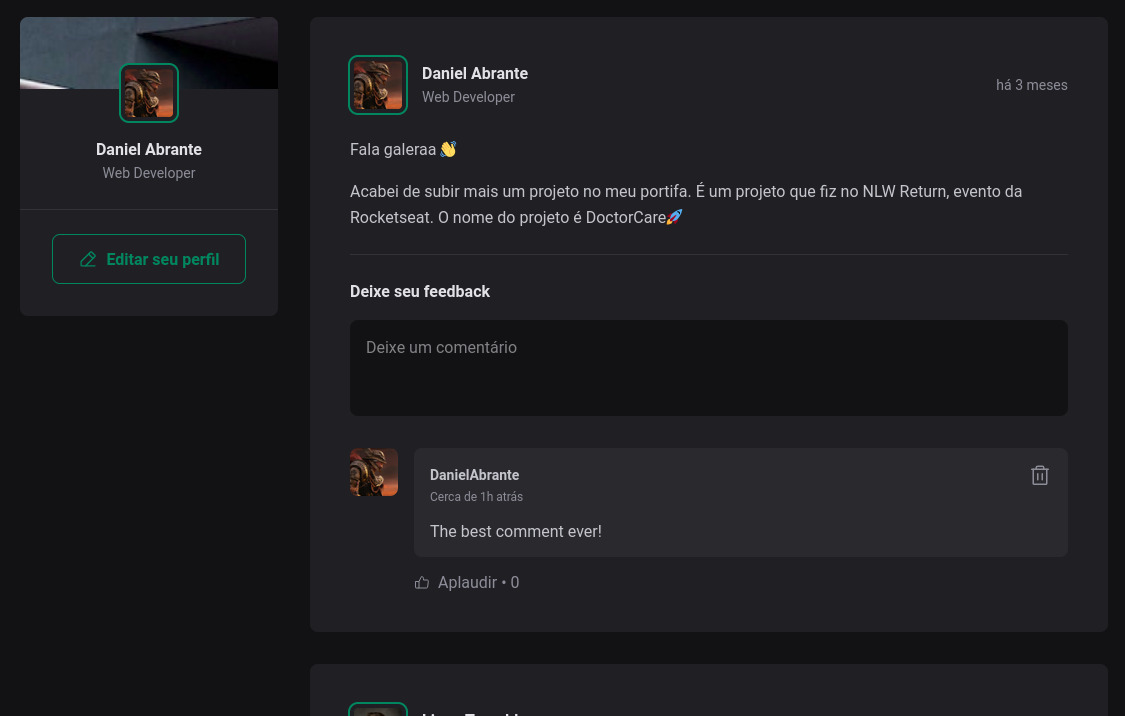 Daniel Abrante
Web Developer
Editar seu perfil
Daniel Abrante
Web Developer
há 3 meses
Fala galeraa 👋
Acabei de subir mais um projeto no meu portifa. É um projeto que fiz no NLW Return, evento da
Rocketseat. O nome do projeto é DoctorCare🚀
Deixe seu feedback
Deixe um comentário
DanielAbrante
Cerca de 1h atrás
The best comment ever!
Aplaudir • 0